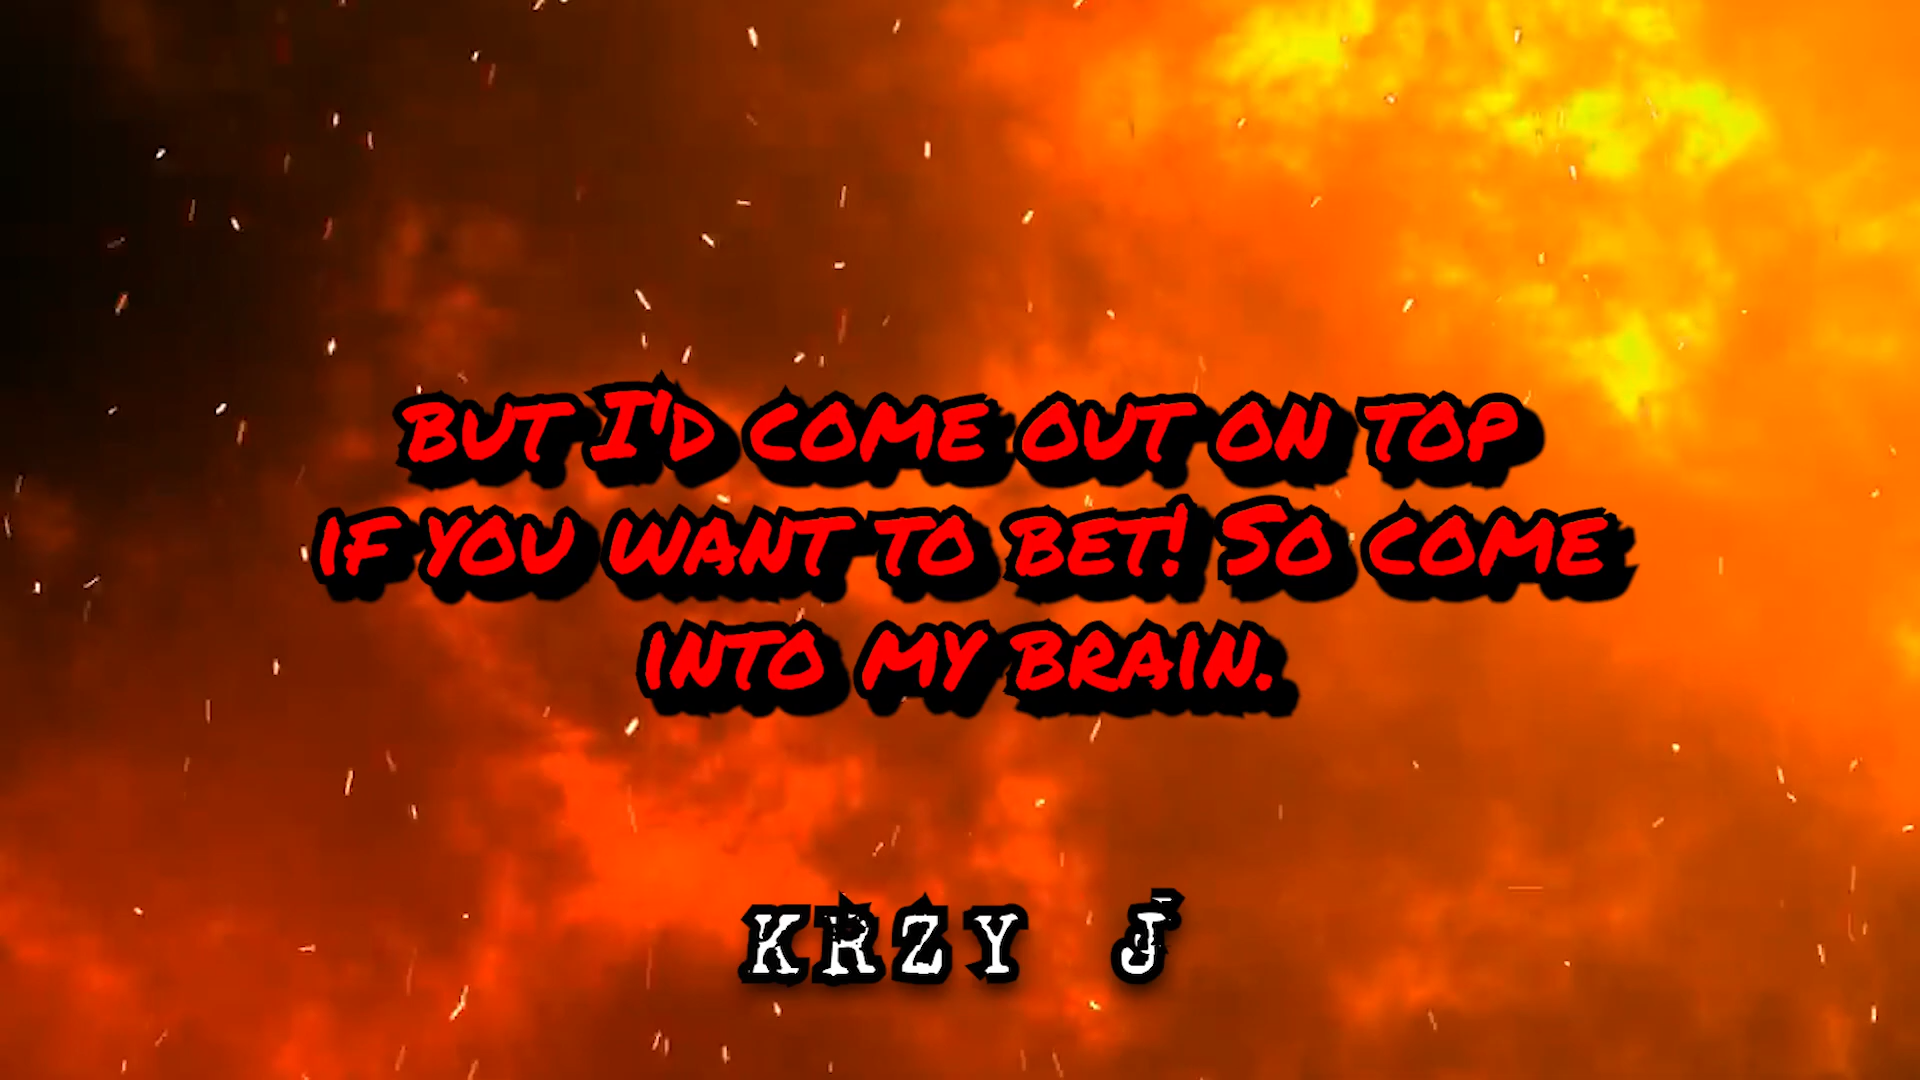 but I'd come out on top
if you want to bet! So come
into my brain.
KRZY J